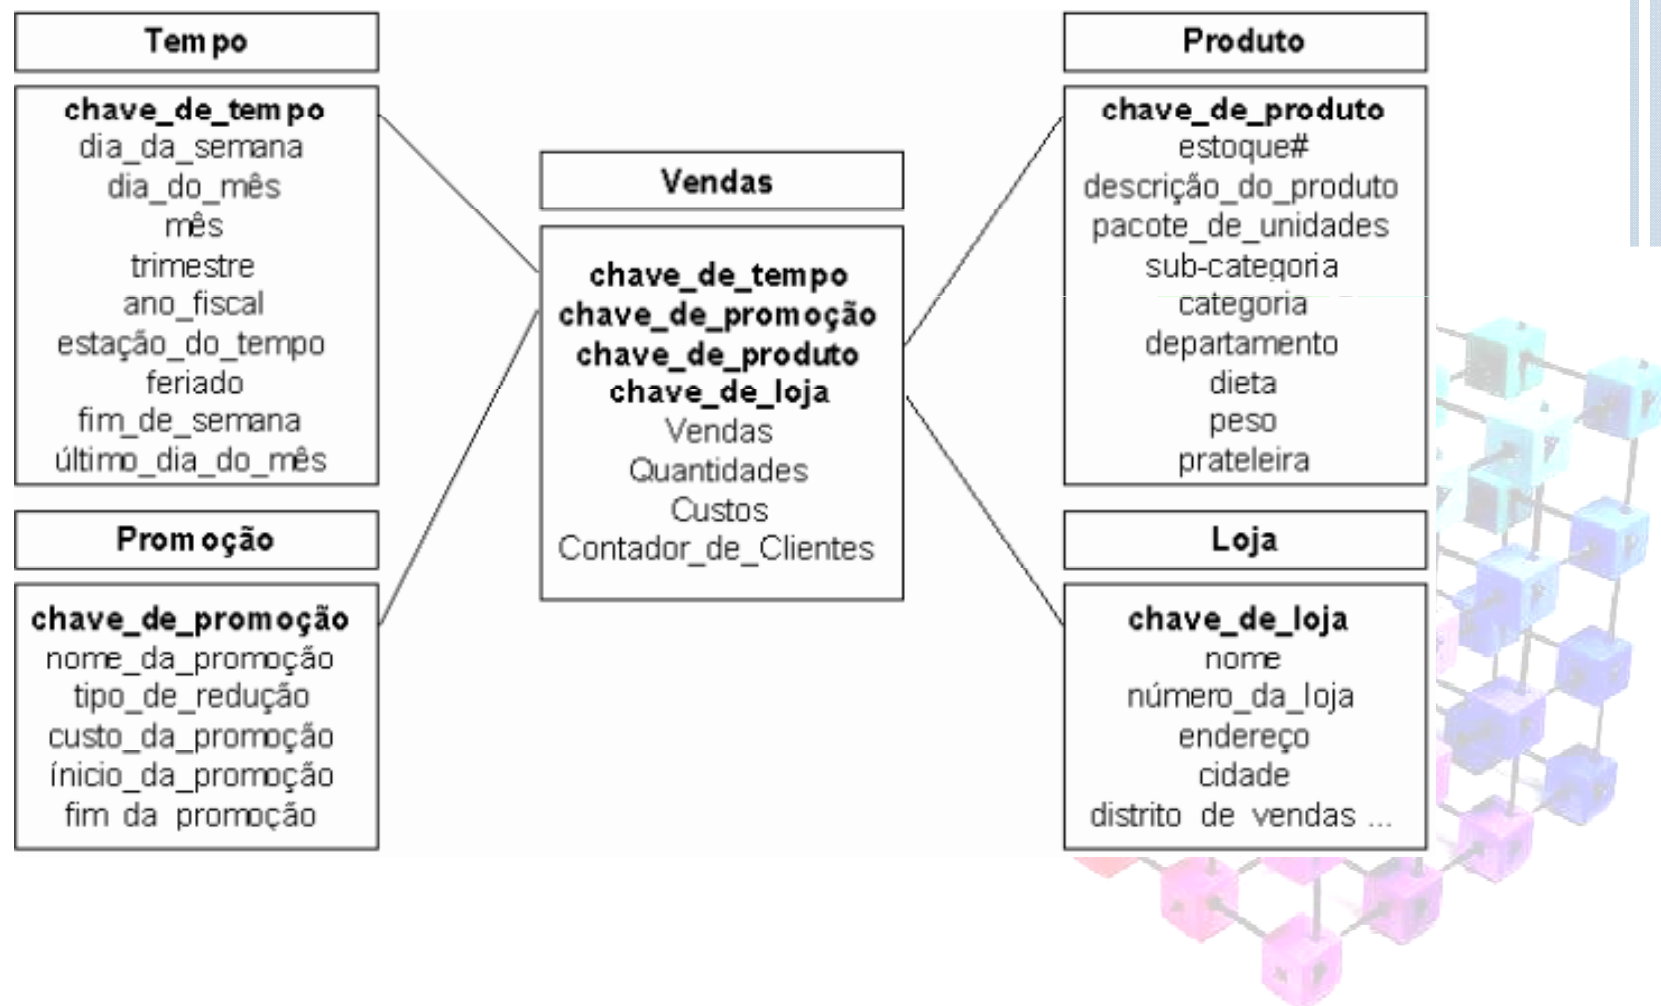 Tempo
chave_de_tempo
dia_da_semana
dia_do_mês
mês
trimestre
ano_fiscal
estação_do_tempo
feriado
fim_de_semana
último_dia_do_mês
Promoção
chave_de_promoção
nome_da_promoção
tipo_de_redução
custo_da_promoção
ínicio_da_promoção
fim da promoção
Vendas
chave_de_tempo
chave_de_promoção
chave_de_produto
chave_de_loja
Vendas
Quantidades
Custos
Contador_de_Clientes
Produto
chave_de_produto
estoque#
descrição_do_produto
pacote_de_unidades
sub-categoria
categoria
departamento
dieta
peso
prateleira
Loja
chave_de_loja
nome
número_da_loja
endereço
cidade
distrito de vendas ...